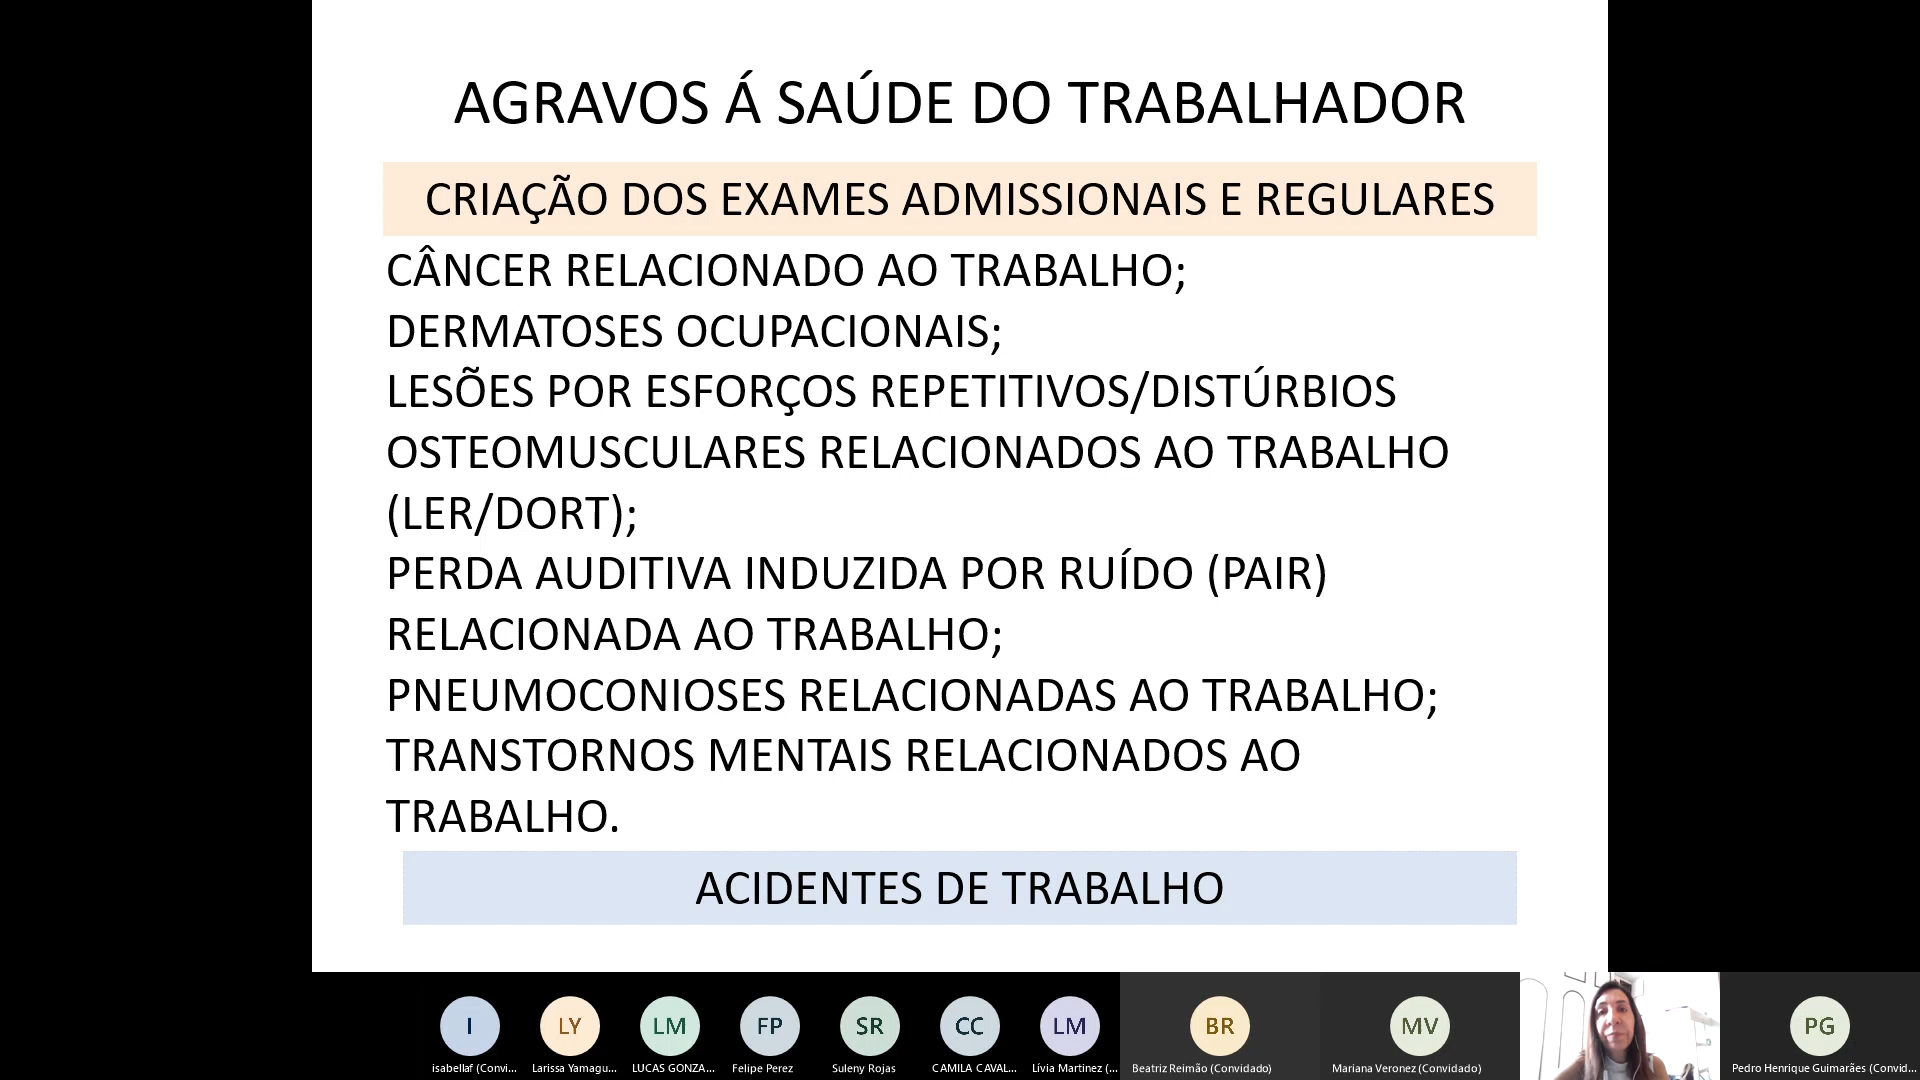 AGRAVOS Á SAÚDE DO TRABALHADOR
CRIAÇÃO DOS EXAMES ADMISSIONAIS E REGULARES
CÂNCER RELACIONADO AO TRABALHO;
DERMATOSES OCUPACIONAIS;
LESÕES POR ESFORÇOS REPETITIVOS/DISTÚRBIOS
OSTEOMUSCULARES RELACIONADOS AO TRABALHO
(LER/DORT);
PERDA AUDITIVA INDUZIDA POR RUÍDO (PAIR)
RELACIONADA AO TRABALHO;
PNEUMOCONIOSES RELACIONADAS AO TRABALHO;
TRANSTORNOS MENTAIS RELACIONADOS AO
TRABALHO.
ACIDENTES DE TRABALHO
I LY LM FP SR CC LM BR MV PG
isabellaf (Convi... Larissa Yamagu... LUCAS GONZA... Felipe Perez Suleny Rojas CAMILA CAVAL... Lívia Martinez (... Beatriz Reimão (Convidado) Mariana Veronez (Convidado) Pedro Henrique Guimarães (Convid...